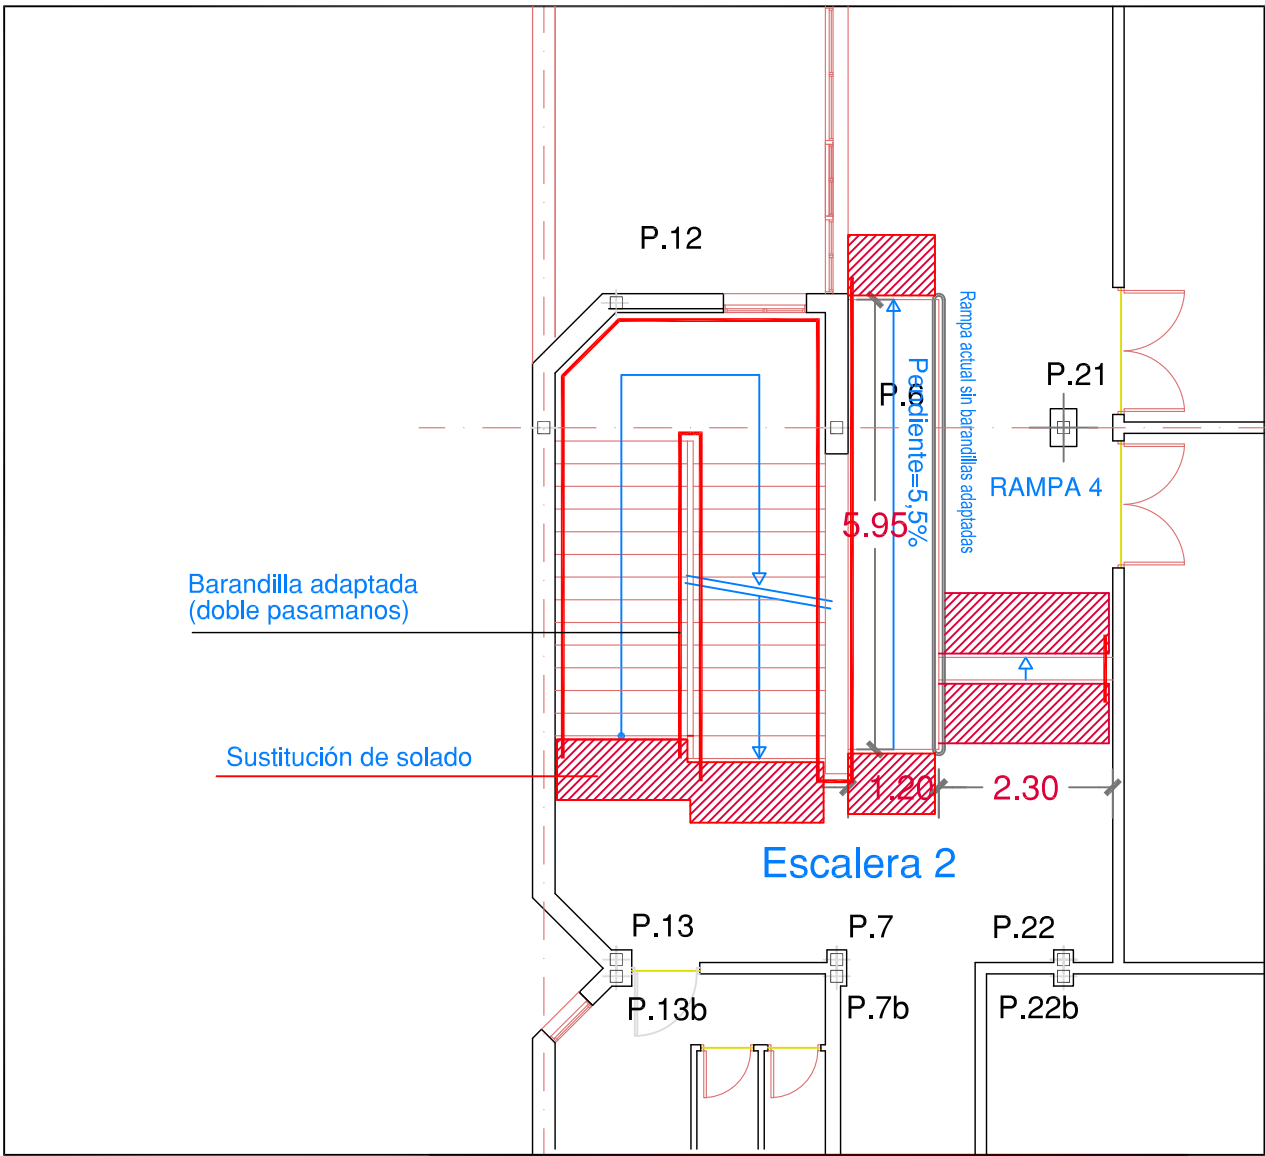 P.12
Rampa actual sin barandillas adaptadas
P.6
Pendiente=5,5%
P.21
RAMPA 4
5.95
Barandilla adaptada
(doble pasamanos)
Sustitución de solado
1.20
2.30
Escalera 2
P.13
P.7
P.22
P.13b
P.7b
P.22b